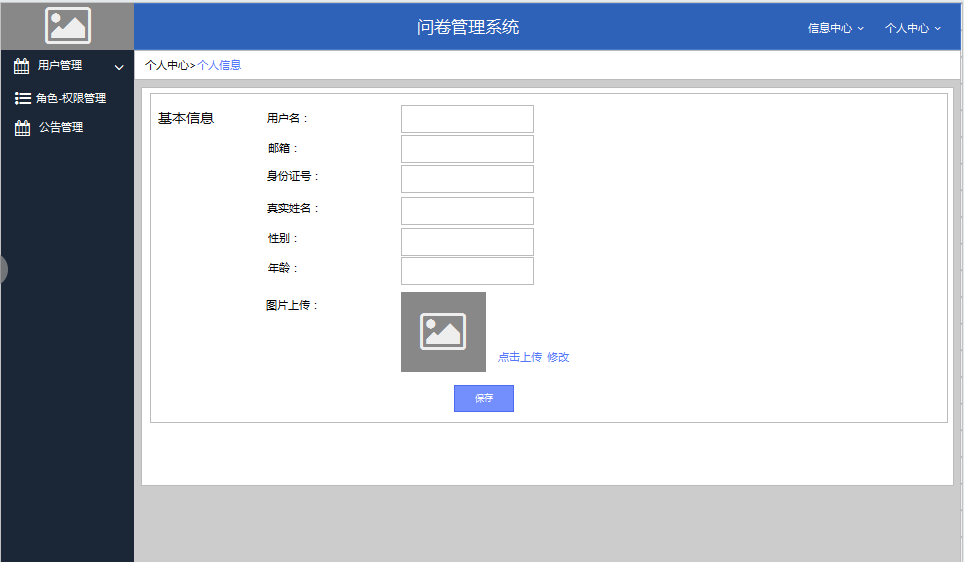 问卷管理系统
信息中心
个人中心
用户管理
角色-权限管理
公告管理
个人中心>个人信息
基本信息
用户名：
邮箱：
身份证号：
真实姓名：
性别：
年龄：
图片上传：
点击上传 修改
保存